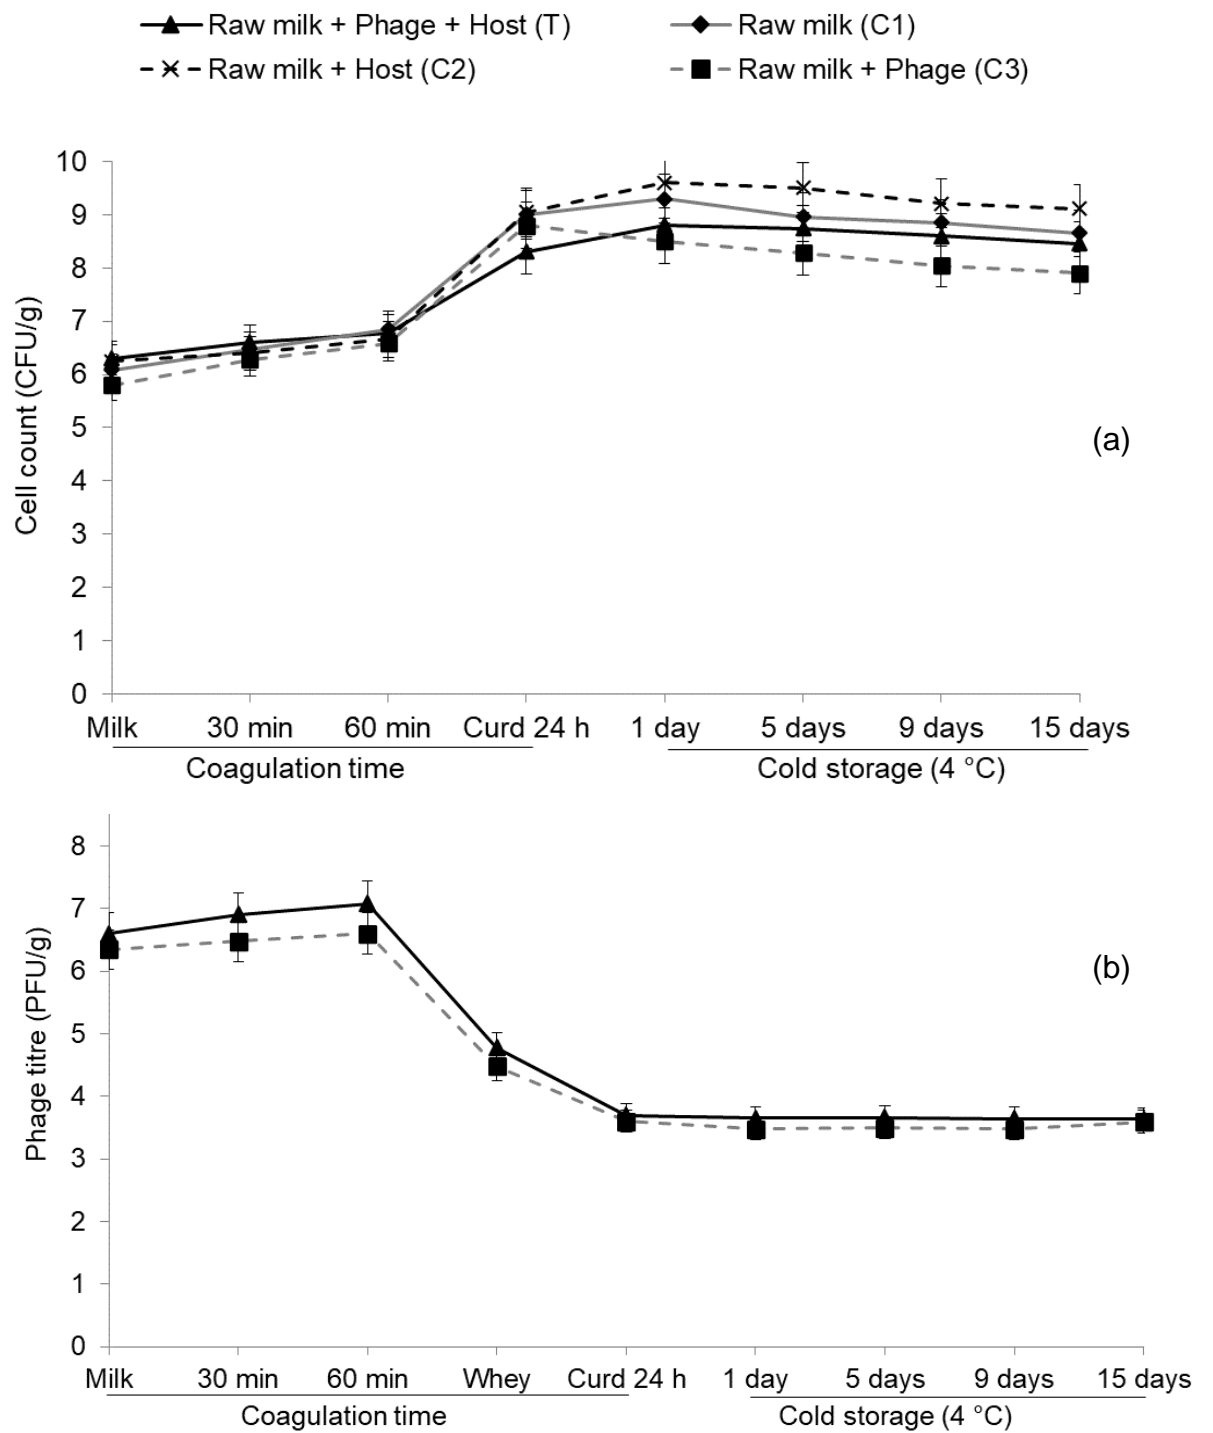 Raw milk + Phage + Host (T)
Raw milk (C1)
Raw milk + Host (C2)
Raw milk + Phage (C3)
10
9
8
7
6
5
4
3
2
1
0
Cell count (CFU/g)
(a)
Milk 30 min 60 min Curd 24 h 1 day 5 days 9 days 15 days
Coagulation time Cold storage (4 °C)
8
7
6
5
4
3
2
1
0
Phage titre (PFU/g)
(b)
Milk 30 min 60 min Whey Curd 24 h 1 day 5 days 9 days 15 days
Coagulation time Cold storage (4 °C)